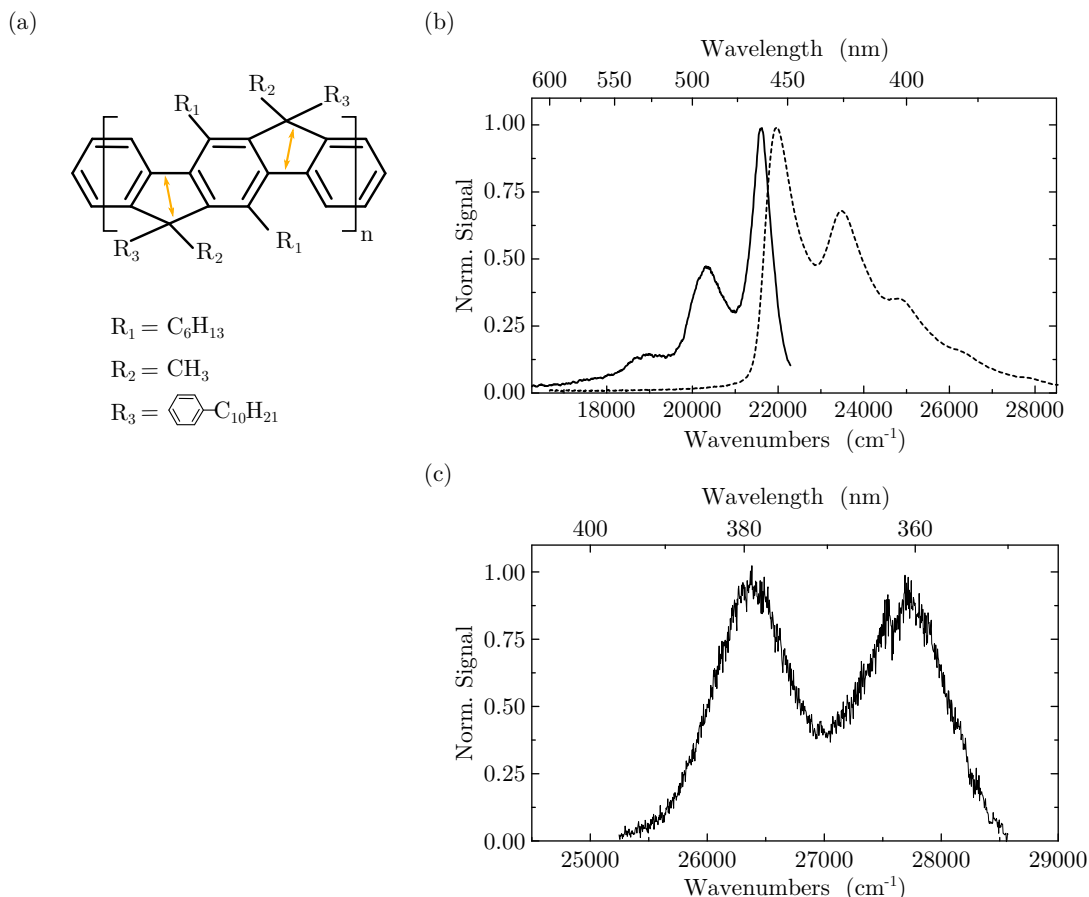 (a)
R₁
R₂
R₃
R₃
R₂
R₁
n
R₁ = C₆H₁₃
R₂ = CH₃
R₃ = C₁₀H₂₁
(b)
Wavelength (nm)
600 550 500 450 400
1.00
0.75
0.50
0.25
0.00
Norm. Signal
18000 20000 22000 24000 26000 28000
Wavenumbers (cm⁻¹)
(c)
Wavelength (nm)
400 380 360
1.00
0.75
0.50
0.25
0.00
Norm. Signal
25000 26000 27000 28000 29000
Wavenumbers (cm⁻¹)